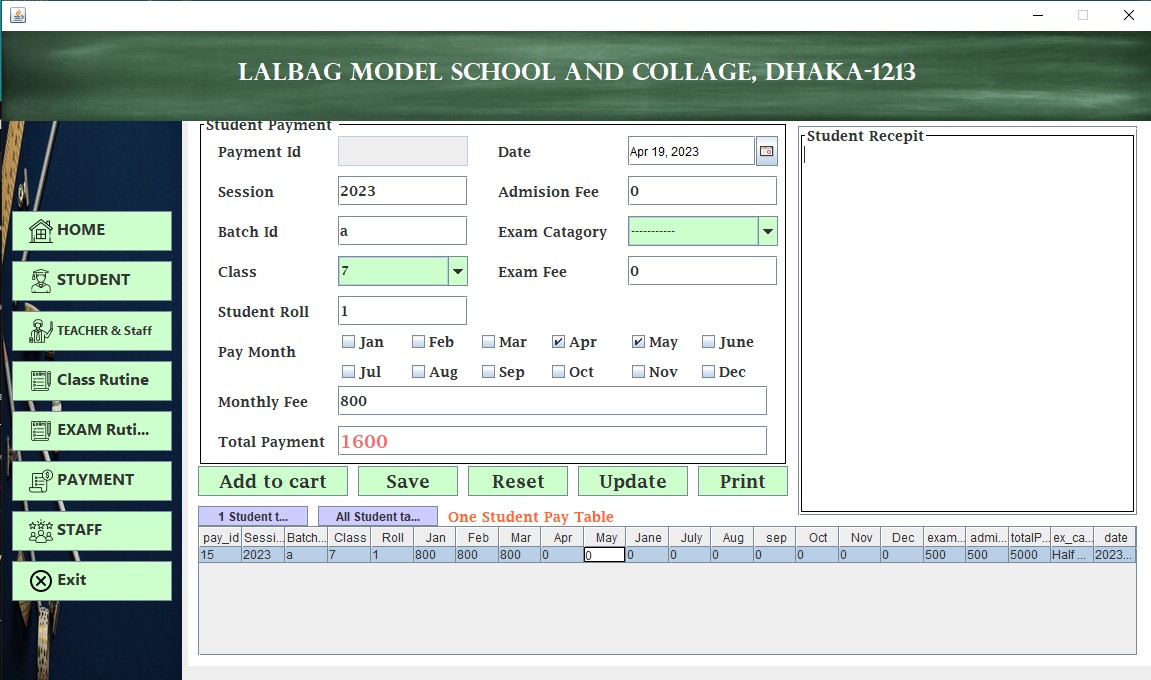 LALBAG MODEL SCHOOL AND COLLAGE, DHAKA-1213
HOME
STUDENT
TEACHER & Staff
Class Rutine
EXAM Ruti...
PAYMENT
STAFF
Exit
Student Payment
Payment Id
Date Apr 19, 2023
Session 2023
Admision Fee 0
Batch Id a
Exam Catagory -----------
Class 7
Exam Fee 0
Student Roll 1
Pay Month
Jan Feb Mar Apr May June
Jul Aug Sep Oct Nov Dec
Monthly Fee 800
Total Payment 1600
Add to cart Save Reset Update Print
Student Recepit
1 Student t... All Student ta... One Student Pay Table
pay_id Sessi... Batch... Class Roll Jan Feb Mar Apr May Jane July Aug sep Oct Nov Dec exam... admi... totalP... ex_ca... date
15 2023 a 7 1 800 800 800 0 0 0 0 0 0 0 0 0 500 500 5000 Half ... 2023...